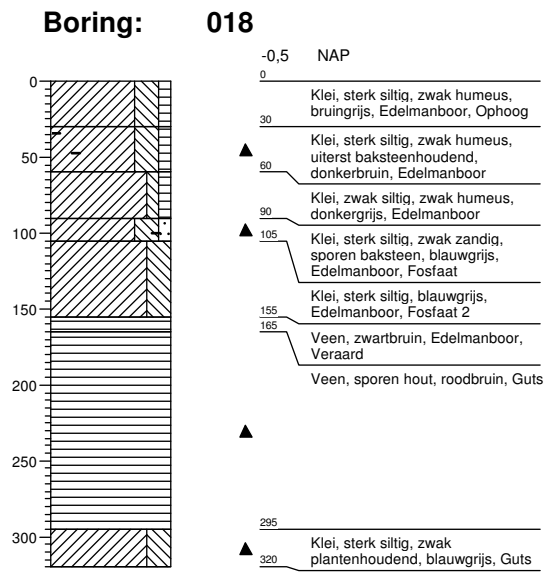 Boring: 018
-0,5 NAP
0
0
Klei, sterk siltig, zwak humeus,
bruingrijs, Edelmanboor, Ophoog
30
Klei, sterk siltig, zwak humeus,
uiterst baksteenhoudend,
donkerbruin, Edelmanboor
50
60
Klei, zwak siltig, zwak humeus,
donkergrijs, Edelmanboor
90
100
105
Klei, sterk siltig, zwak zandig,
sporen baksteen, blauwgrijs,
Edelmanboor, Fosfaat
Klei, sterk siltig, blauwgrijs,
Edelmanboor, Fosfaat 2
150
155
165
Veen, zwartbruin, Edelmanboor,
Veraard
Veen, sporen hout, roodbruin, Guts
200
250
295
300
Klei, sterk siltig, zwak
plantenhoudend, blauwgrijs, Guts
320